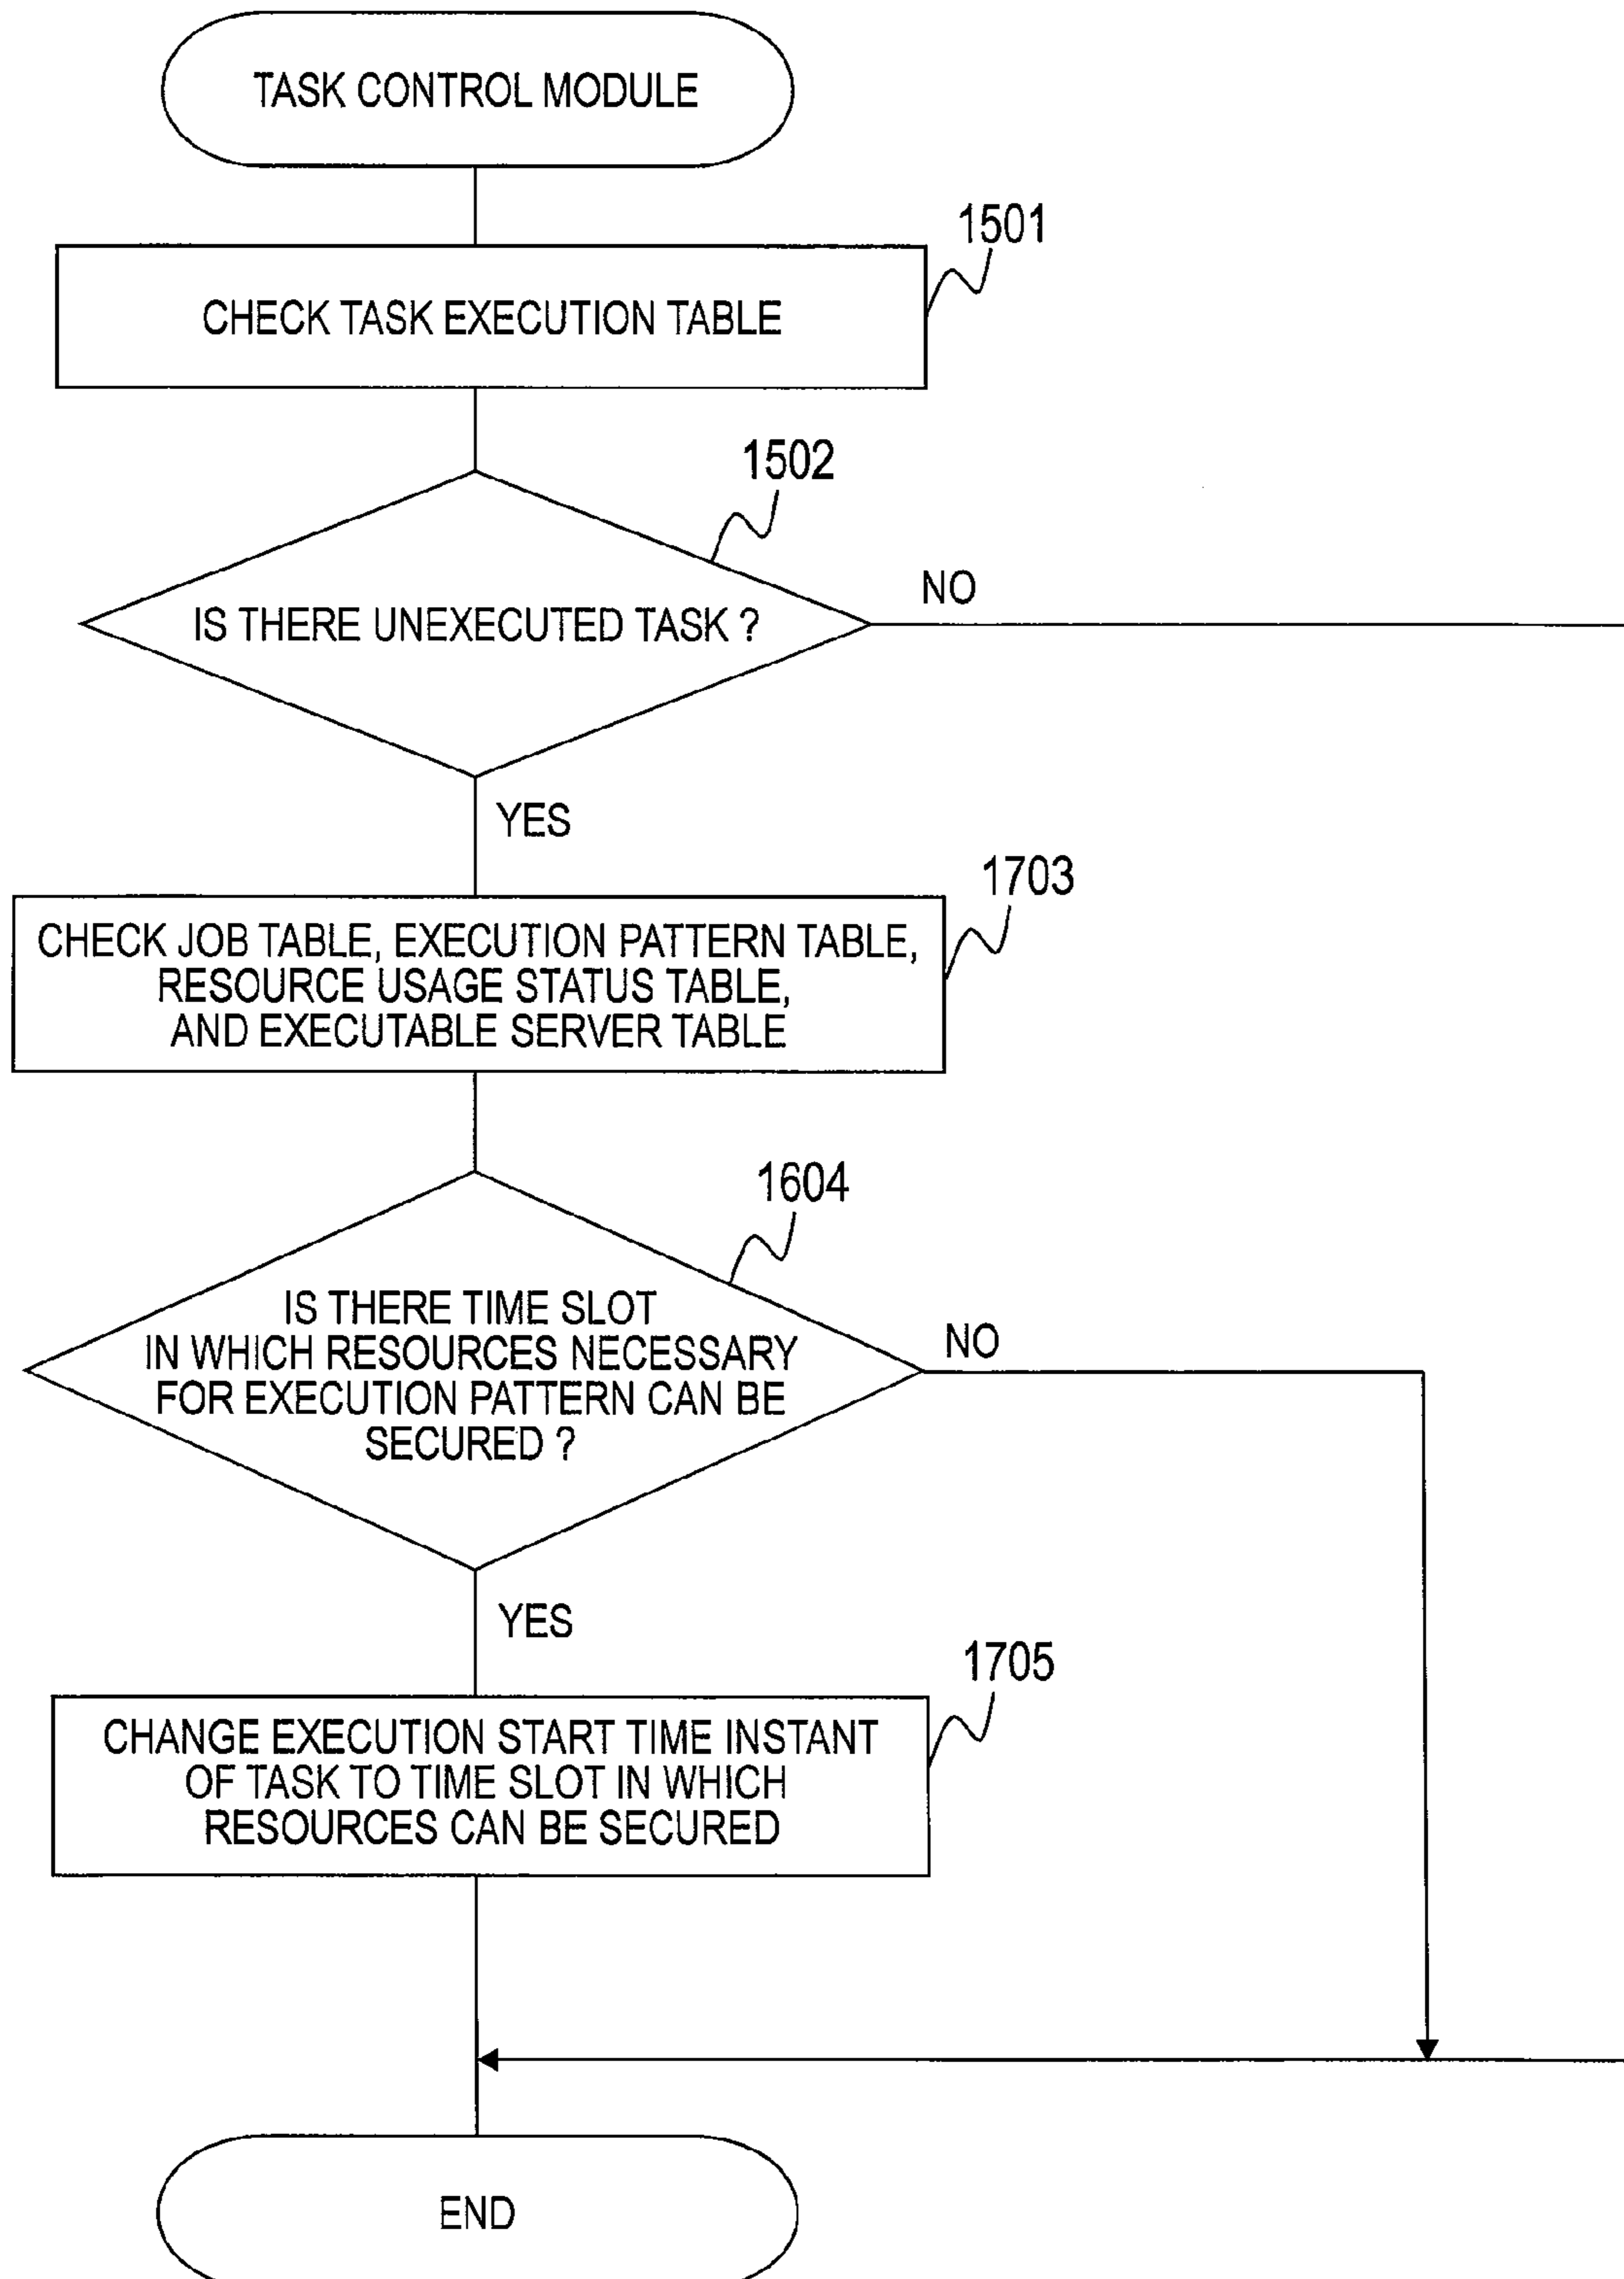 TASK CONTROL MODULE
1501
CHECK TASK EXECUTION TABLE
1502
IS THERE UNEXECUTED TASK ?
NO
YES
1703
CHECK JOB TABLE, EXECUTION PATTERN TABLE,
RESOURCE USAGE STATUS TABLE,
AND EXECUTABLE SERVER TABLE
1604
IS THERE TIME SLOT
IN WHICH RESOURCES NECESSARY
FOR EXECUTION PATTERN CAN BE
SECURED ?
NO
YES
1705
CHANGE EXECUTION START TIME INSTANT
OF TASK TO TIME SLOT IN WHICH
RESOURCES CAN BE SECURED
END